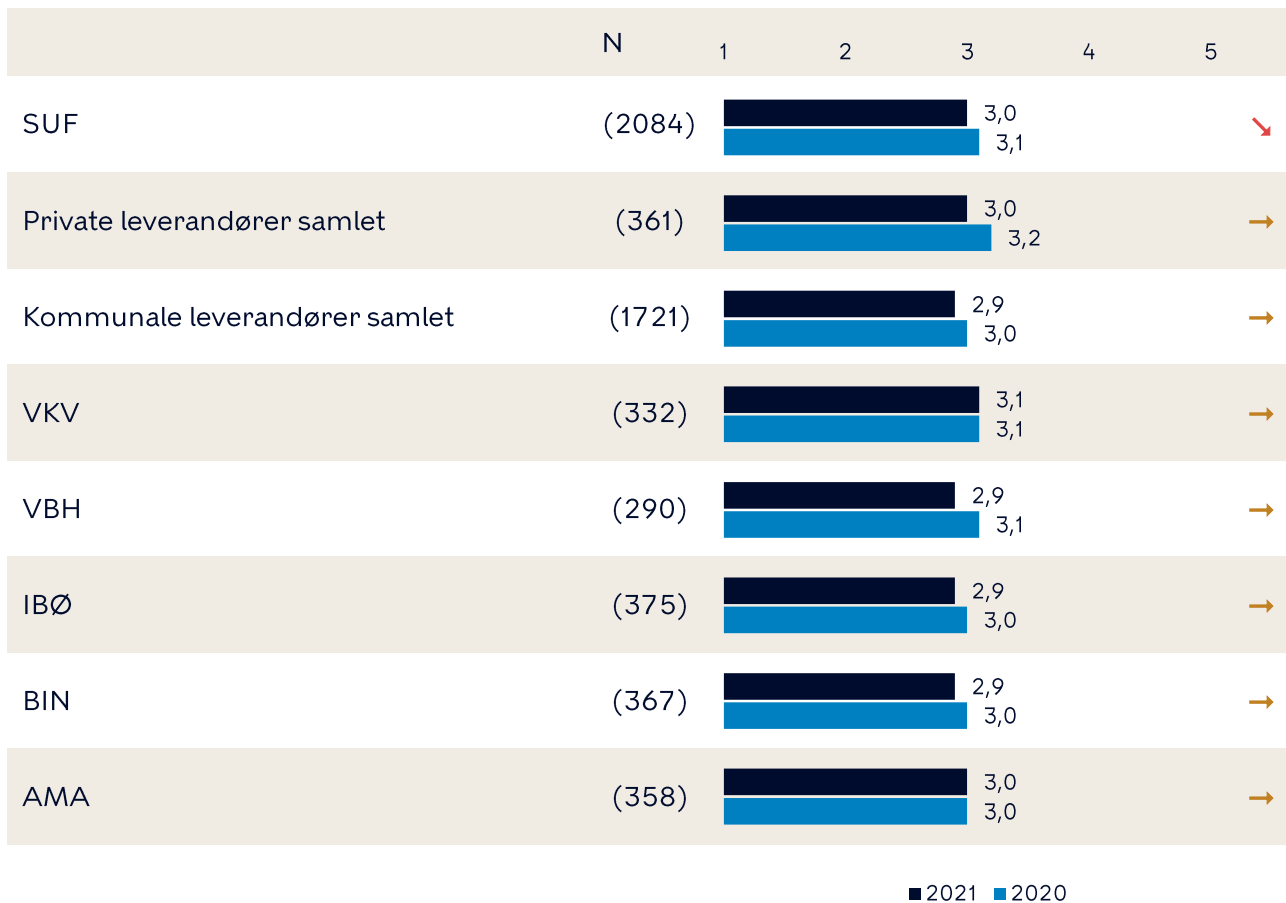 N 1 2 3 4 5
SUF (2084) 3,0
3,1
Private leverandører samlet (361) 3,0
3,2
Kommunale leverandører samlet (1721) 2,9
3,0
VKV (332) 3,1
3,1
VBH (290) 2,9
3,1
IBØ (375) 2,9
3,0
BIN (367) 2,9
3,0
AMA (358) 3,0
3,0
2021 2020